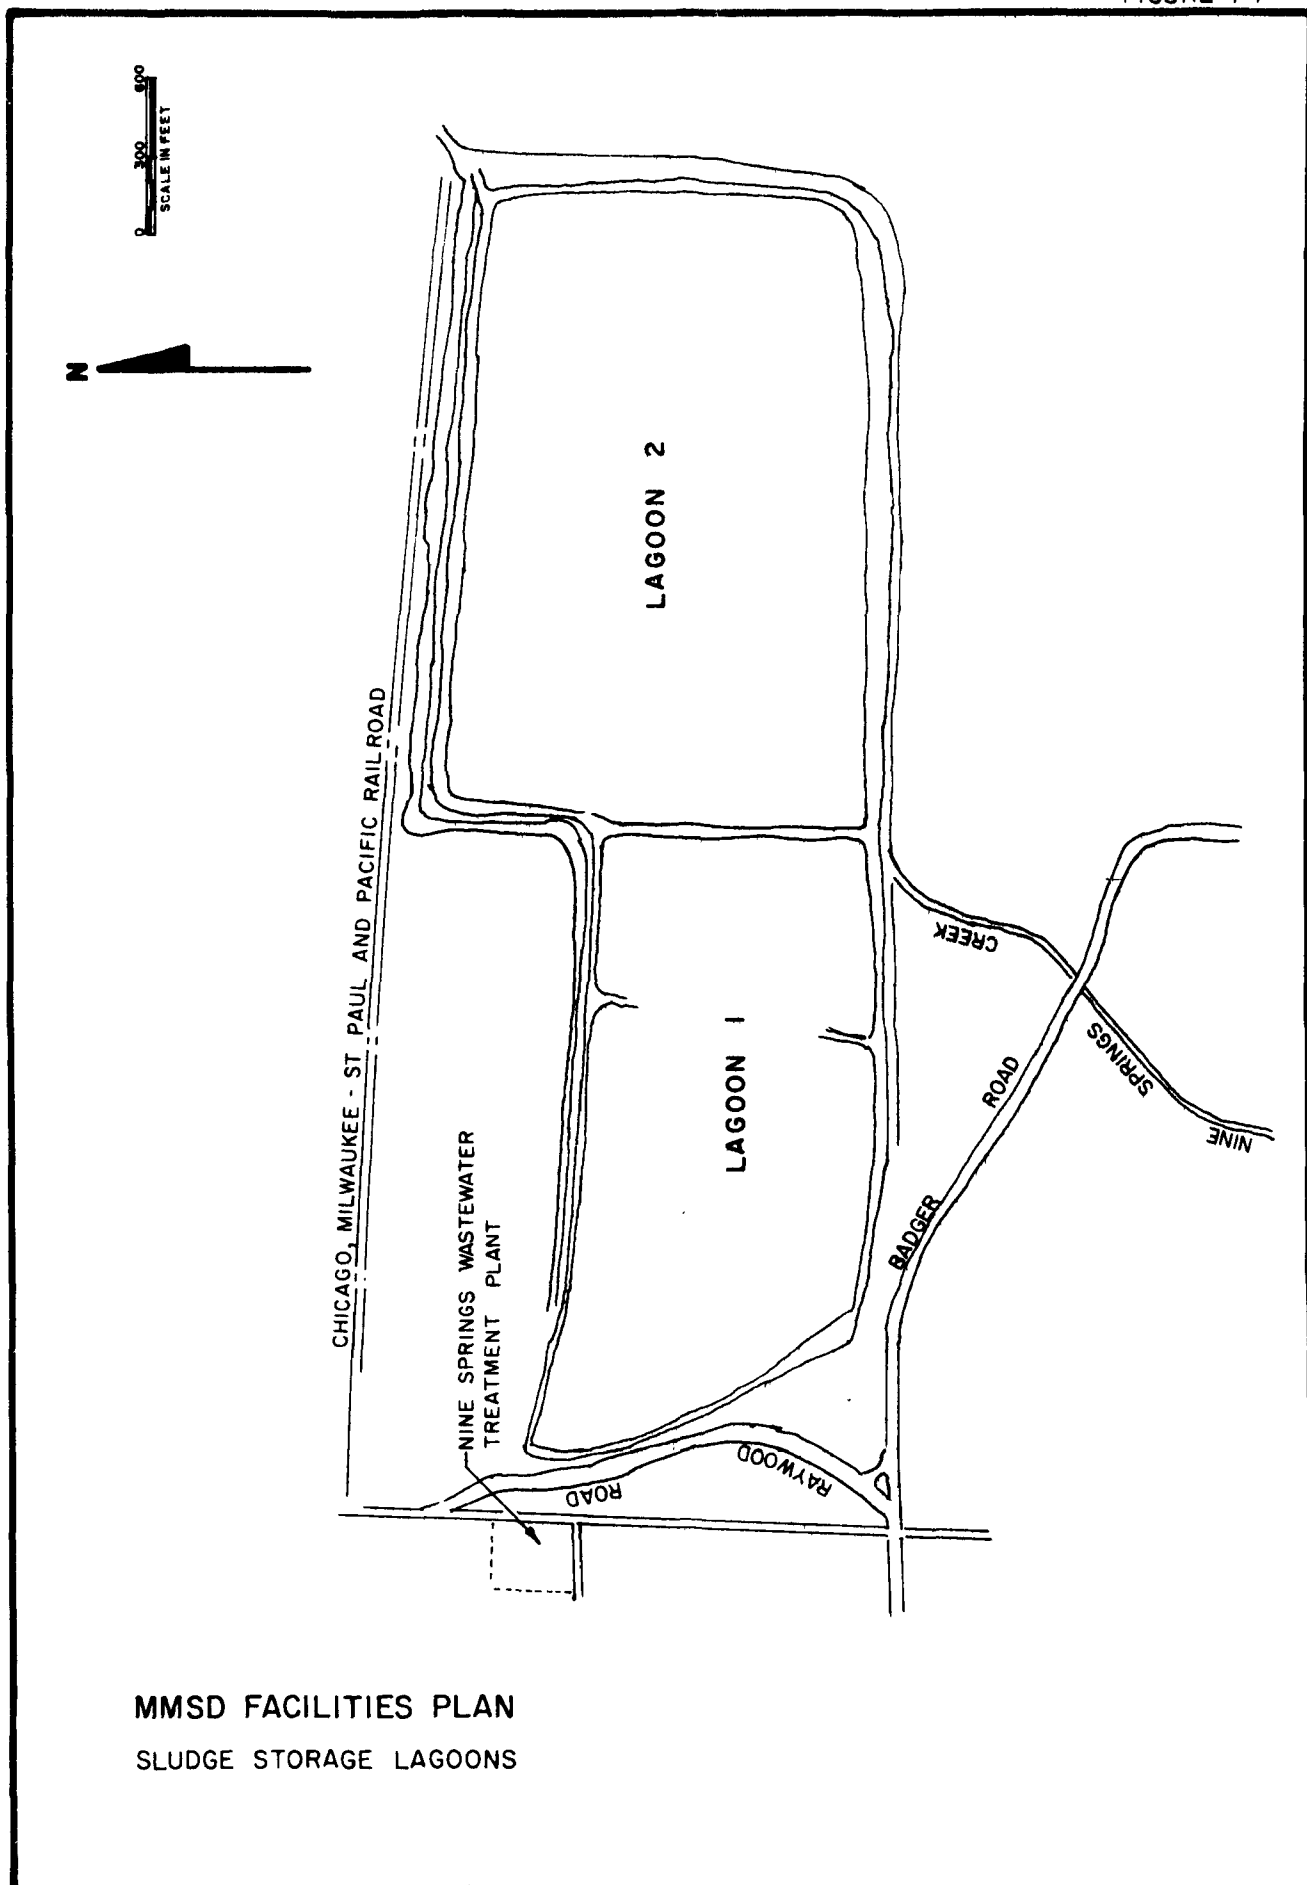 0 300 600
SCALE IN FEET
N
CHICAGO, MILWAUKEE - ST PAUL AND PACIFIC RAILROAD
LAGOON 2
LAGOON 1
NINE SPRINGS WASTEWATER
TREATMENT PLANT
NINE SPRINGS CREEK
BADGER ROAD
RAYWOOD ROAD
MMSD FACILITIES PLAN
SLUDGE STORAGE LAGOONS